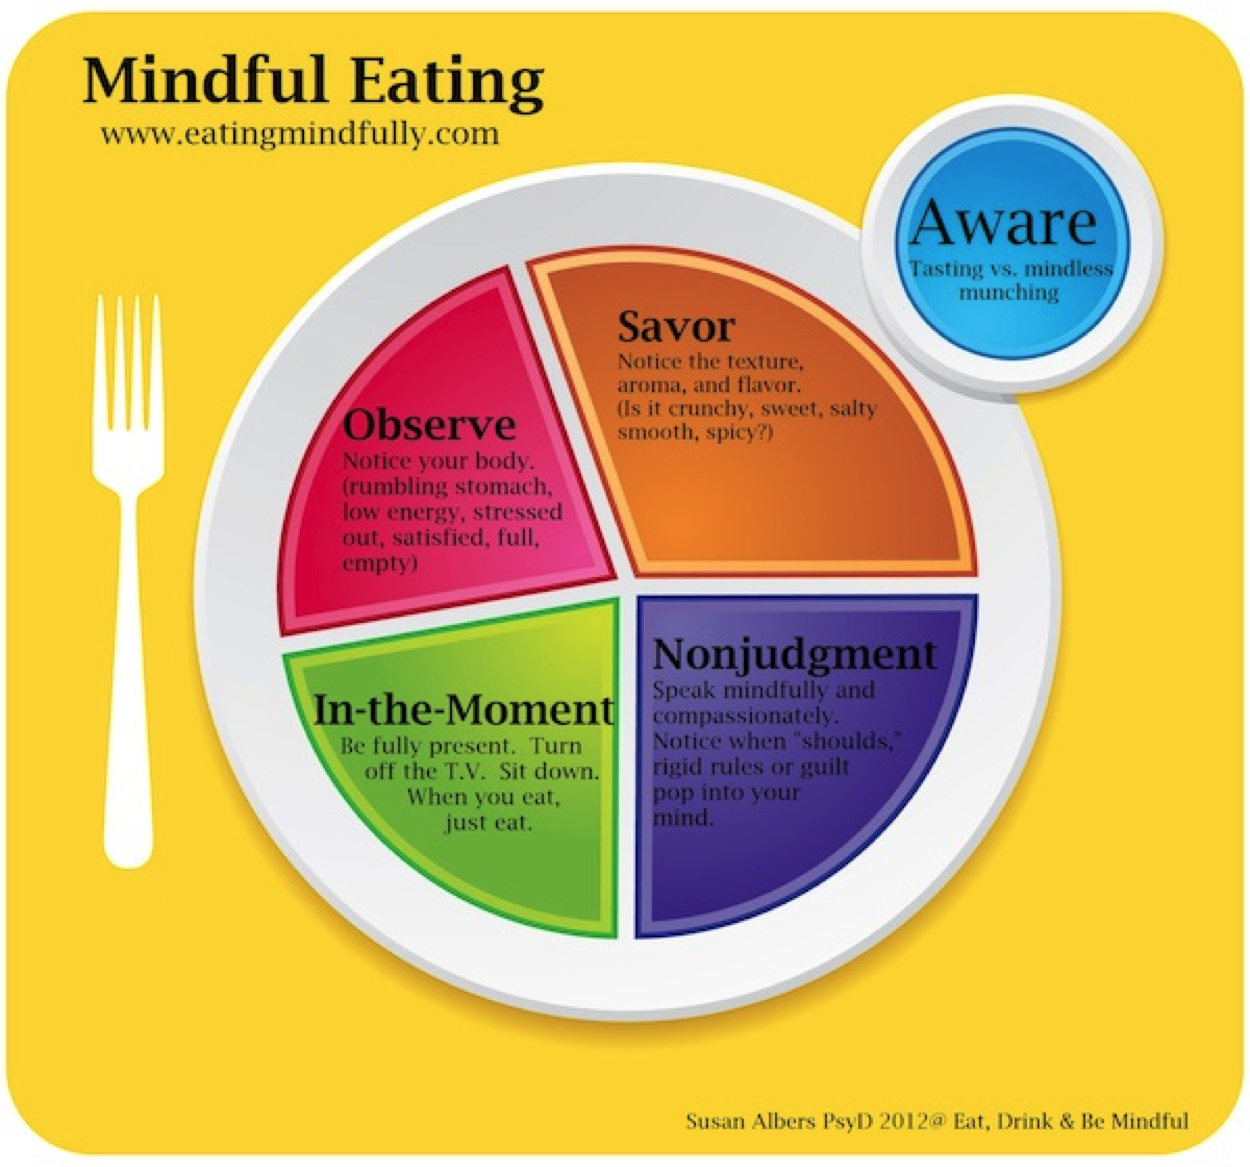 Mindful Eating
www.eatingmindfully.com
Aware
Tasting vs. mindless
munching
Savor
Notice the texture,
aroma, and flavor.
(Is it crunchy, sweet, salty
smooth, spicy?)
Observe
Notice your body.
(rumbling stomach,
low energy, stressed
out, satisfied, full,
empty)
In-the-Moment
Be fully present.  Turn
off the T.V.  Sit down.
When you eat,
just eat.
Nonjudgment
Speak mindfully and
compassionately.
Notice when "shoulds,"
rigid rules or guilt
pop into your
mind.
Susan Albers PsyD 2012@ Eat, Drink & Be Mindful